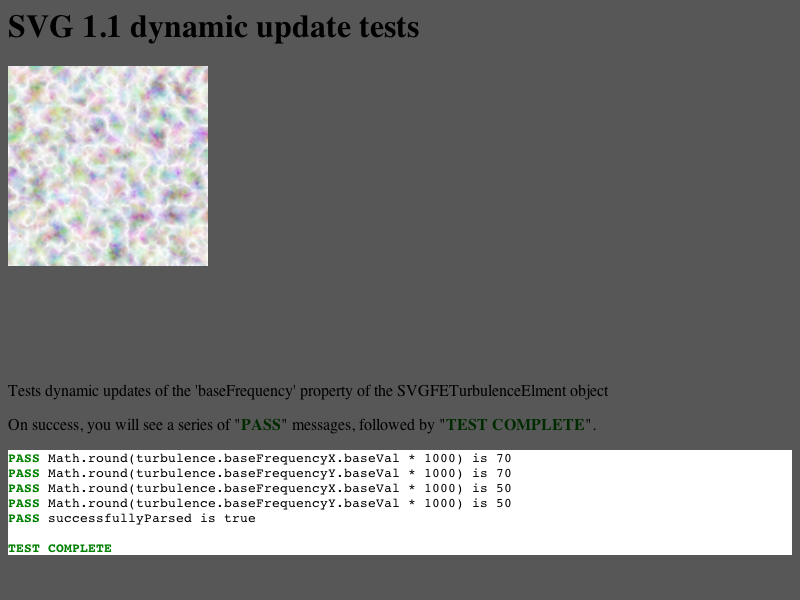 SVG 1.1 dynamic update tests
Tests dynamic updates of the 'baseFrequency' property of the SVGFETurbulenceElment object
On success, you will see a series of "PASS" messages, followed by "TEST COMPLETE".
PASS Math.round(turbulence.baseFrequencyX.baseVal * 1000) is 70
PASS Math.round(turbulence.baseFrequencyY.baseVal * 1000) is 70
PASS Math.round(turbulence.baseFrequencyX.baseVal * 1000) is 50
PASS Math.round(turbulence.baseFrequencyY.baseVal * 1000) is 50
PASS successfullyParsed is true
TEST COMPLETE